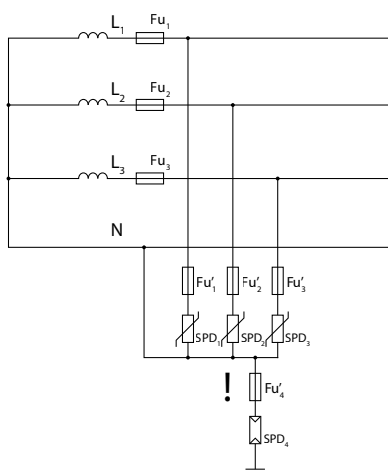 L₁ Fu₁
L₂ Fu₂
L₃ Fu₃
N
Fu'₁ Fu'₂ Fu'₃
SPD₁ SPD₂ SPD₃
! Fu'₄
SPD₄